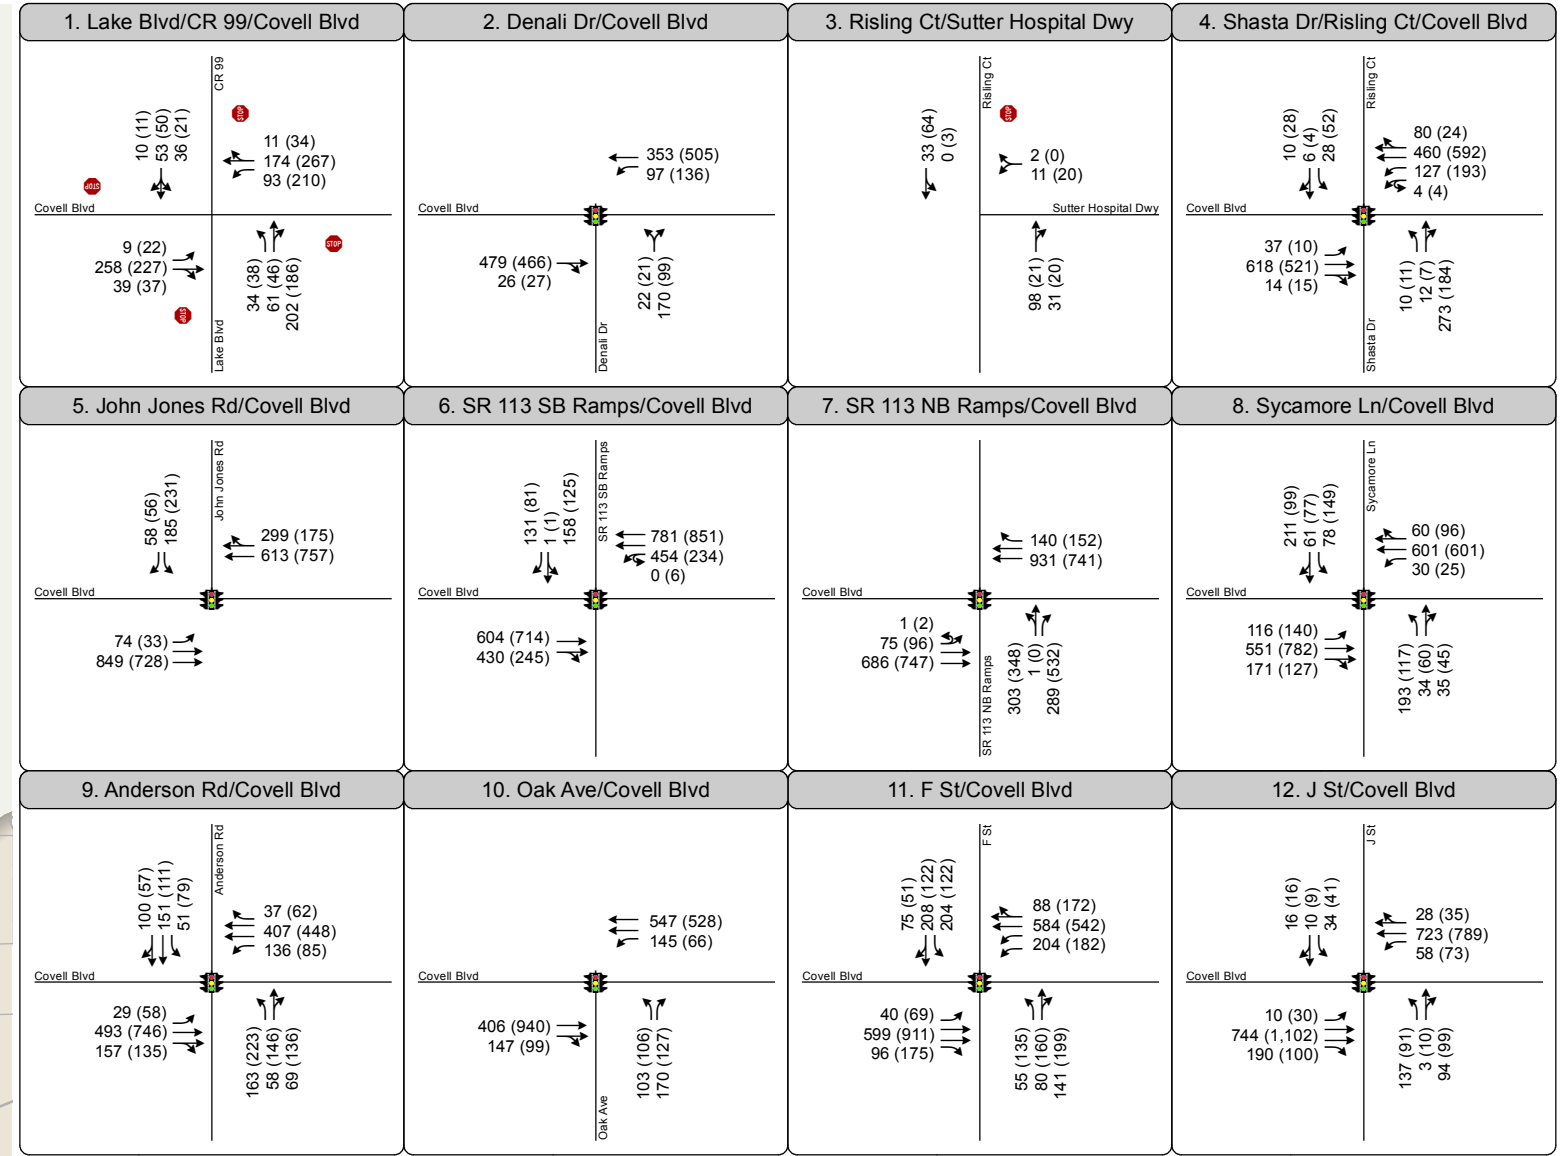 1. Lake Blvd/CR 99/Covell Blvd
CR 99
10 (11)
53 (50)
36 (21)
STOP
11 (34)
174 (267)
93 (210)
STOP
Covell Blvd
9 (22)
258 (227)
39 (37)
34 (38)
61 (46)
202 (186)
STOP
STOP
Lake Blvd
2. Denali Dr/Covell Blvd
353 (505)
97 (136)
Covell Blvd
479 (466)
26 (27)
22 (21)
170 (99)
Denali Dr
3. Risling Ct/Sutter Hospital Dwy
Risling Ct
STOP
33 (64)
0 (3)
2 (0)
11 (20)
Sutter Hospital Dwy
98 (21)
31 (20)
4. Shasta Dr/Risling Ct/Covell Blvd
Risling Ct
10 (28)
6 (4)
28 (52)
80 (24)
460 (592)
127 (193)
4 (4)
Covell Blvd
37 (10)
618 (521)
14 (15)
10 (11)
12 (7)
273 (184)
Shasta Dr
5. John Jones Rd/Covell Blvd
John Jones Rd
58 (56)
185 (231)
299 (175)
613 (757)
Covell Blvd
74 (33)
849 (728)
6. SR 113 SB Ramps/Covell Blvd
SR 113 SB Ramps
131 (81)
1 (1)
158 (125)
781 (851)
454 (234)
0 (6)
Covell Blvd
604 (714)
430 (245)
7. SR 113 NB Ramps/Covell Blvd
140 (152)
931 (741)
Covell Blvd
1 (2)
75 (96)
686 (747)
303 (348)
1 (0)
289 (532)
SR 113 NB Ramps
8. Sycamore Ln/Covell Blvd
Sycamore Ln
211 (99)
61 (77)
78 (149)
60 (96)
601 (601)
30 (25)
Covell Blvd
116 (140)
551 (782)
171 (127)
193 (117)
34 (60)
35 (45)
9. Anderson Rd/Covell Blvd
Anderson Rd
100 (57)
151 (111)
51 (79)
37 (62)
407 (448)
136 (85)
Covell Blvd
29 (58)
493 (746)
157 (135)
163 (223)
58 (146)
69 (136)
10. Oak Ave/Covell Blvd
547 (528)
145 (66)
Covell Blvd
406 (940)
147 (99)
103 (106)
170 (127)
Oak Ave
11. F St/Covell Blvd
F St
75 (51)
208 (122)
204 (122)
88 (172)
584 (542)
204 (182)
Covell Blvd
40 (69)
599 (911)
96 (175)
55 (135)
80 (160)
141 (199)
12. J St/Covell Blvd
J St
16 (16)
10 (9)
34 (41)
28 (35)
723 (789)
58 (73)
Covell Blvd
10 (30)
744 (1,102)
190 (100)
137 (91)
3 (10)
94 (99)